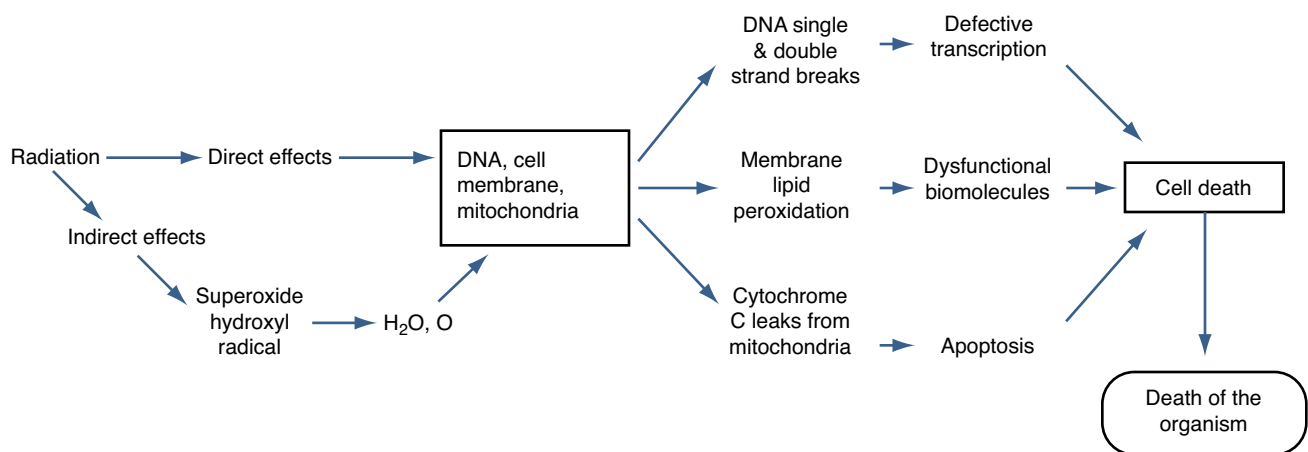 Radiation
Direct effects
Indirect effects
Superoxide
hydroxyl
radical
H₂O, O
DNA, cell
membrane,
mitochondria
DNA single
& double
strand breaks
Defective
transcription
Membrane
lipid
peroxidation
Dysfunctional
biomolecules
Cytochrome
C leaks from
mitochondria
Apoptosis
Cell death
Death of the
organism